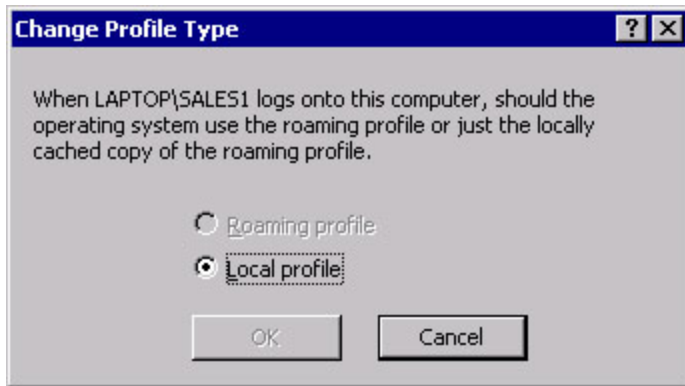 Change Profile Type
When LAPTOP\SALES1 logs onto this computer, should the
operating system use the roaming profile or just the locally
cached copy of the roaming profile.
Roaming profile
Local profile
OK
Cancel